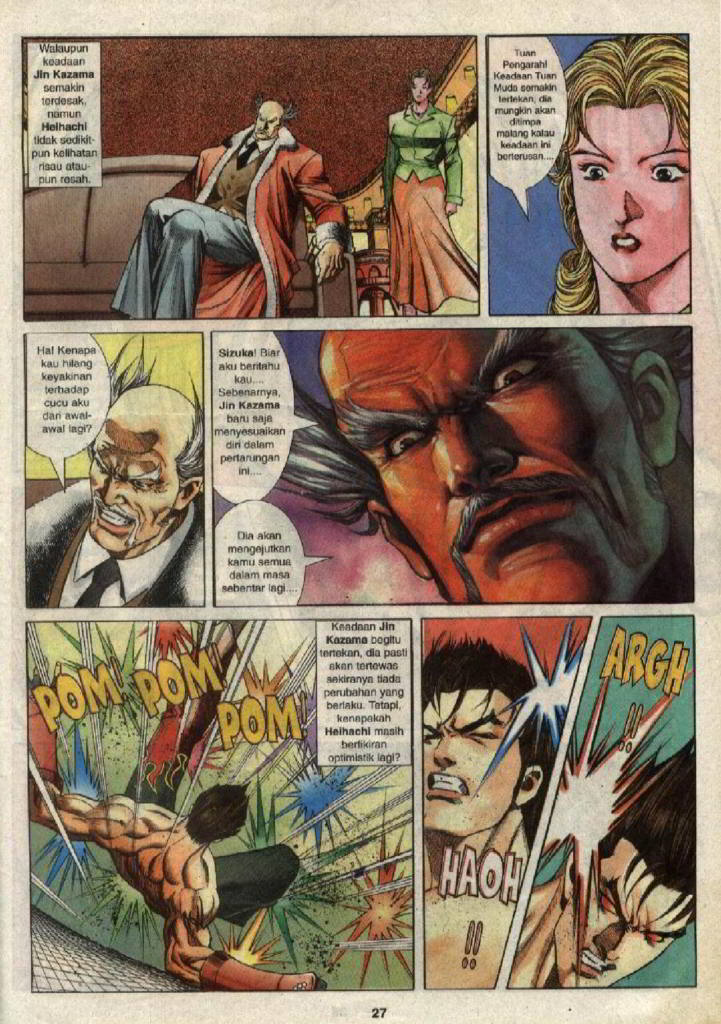 Walaupun
keadaan
Jin Kazama
semakin
terdesak,
namun
Heihachi
tidak sedikit-
pun kelihatan
risau atau-
pun resah.
Tuan
Pengarah!
Keadaan Tuan
Muda semakin
tertekan, dia
mungkin akan
ditimpa
malang kalau
keadaan ini
berterusan....
Ha! Kenapa
kau hilang
keyakinan
terhadap
cucu aku
dari awal-
awal lagi?
Sizuka! Biar
aku beritahu
kau....
Sebenarnya,
Jin Kazama
baru saja
menyesuaikan
diri dalam
pertarungan
ini....
Dia akan
mengejutkan
kamu semua
dalam masa
sebentar lagi....
POM POM
POM
Keadaan Jin
Kazama begitu
tertekan, dia pasti
akan tertewas
sekiranya tiada
perubahan yang
berlaku. Tetapi,
kenapakah
Heihachi masih
berfikiran
optimistik lagi?
HAOH
!!
ARGH
!!
27